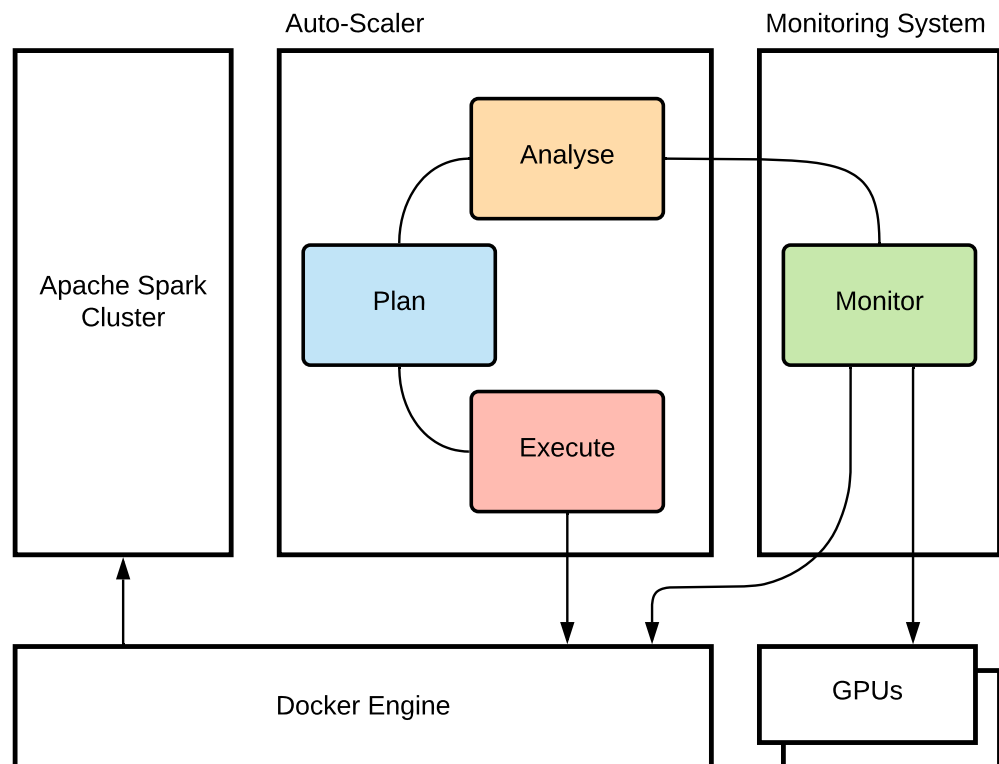 Auto-Scaler
Monitoring System
Analyse
Apache Spark
Cluster
Plan
Monitor
Execute
Docker Engine
GPUs